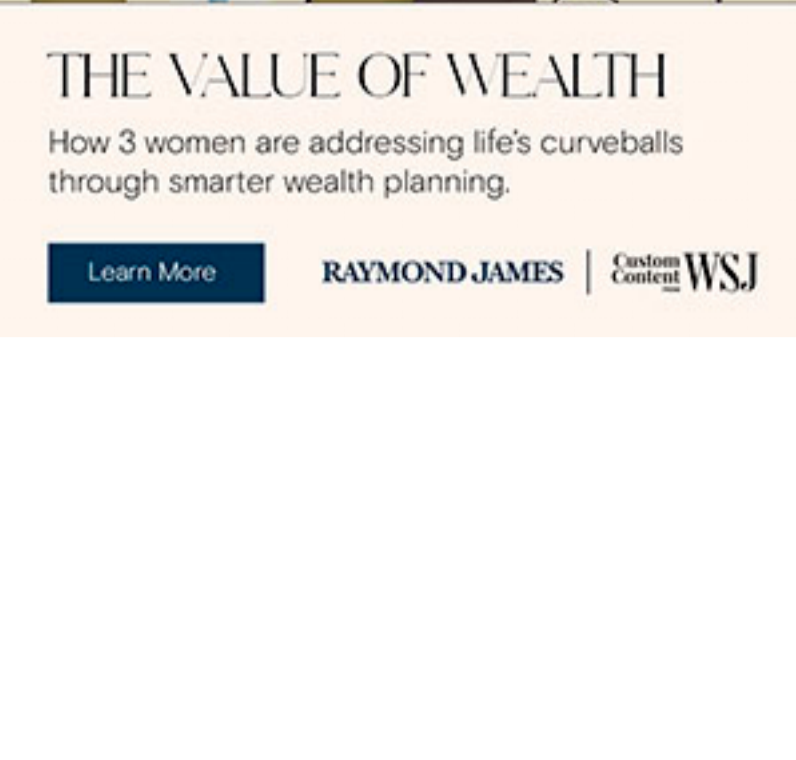 THE VALUE OF WEALTH
How 3 women are addressing life's curveballs
through smarter wealth planning.
Learn More
RAYMOND JAMES
Custom
Content
WSJ